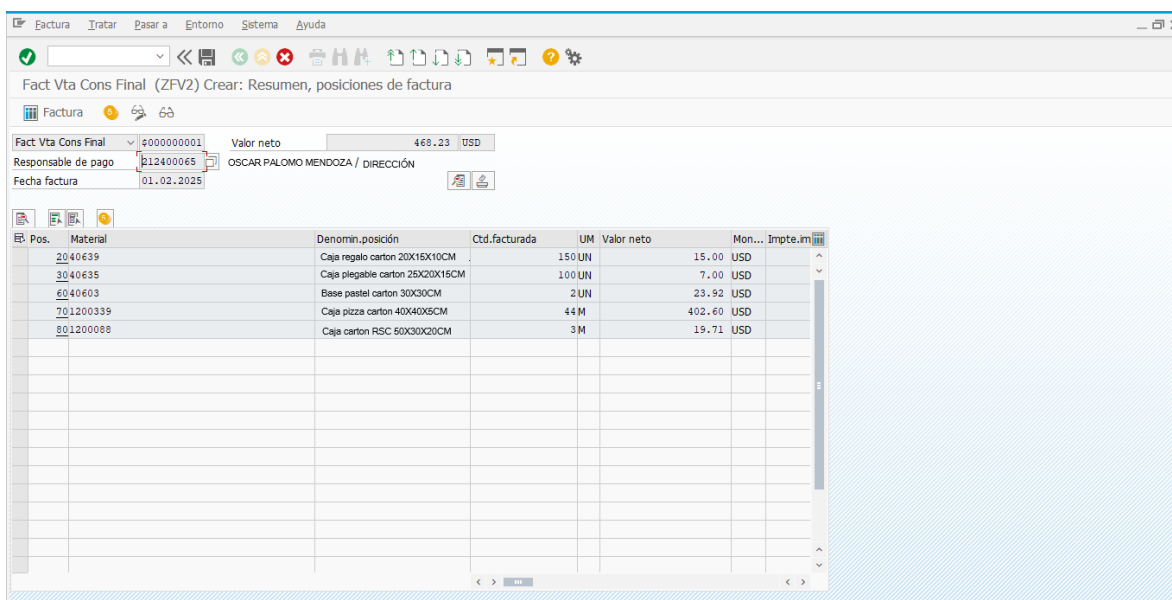 Factura Tratar Pasar a Entorno Sistema Ayuda
Fact Vta Cons Final (ZFV2) Crear: Resumen, posiciones de factura
Factura
Fact Vta Cons Final $000000001 Valor neto 468.23 USD
Responsable de pago 212400065 OSCAR PALOMO MENDOZA / DIRECCIÓN
Fecha factura 01.02.2025
Pos. Material Denomin.posición Ctd.facturada UM Valor neto Mon... Impte.im
20 40639 Caja regalo carton 20X15X10CM 150 UN 15.00 USD
30 40635 Caja plegable carton 25X20X15CM 100 UN 7.00 USD
60 40603 Base pastel carton 30X30CM 2 UN 23.92 USD
70 1200339 Caja pizza carton 40X40X5CM 44 M 402.60 USD
80 1200088 Caja carton RSC 50X30X20CM 3 M 19.71 USD